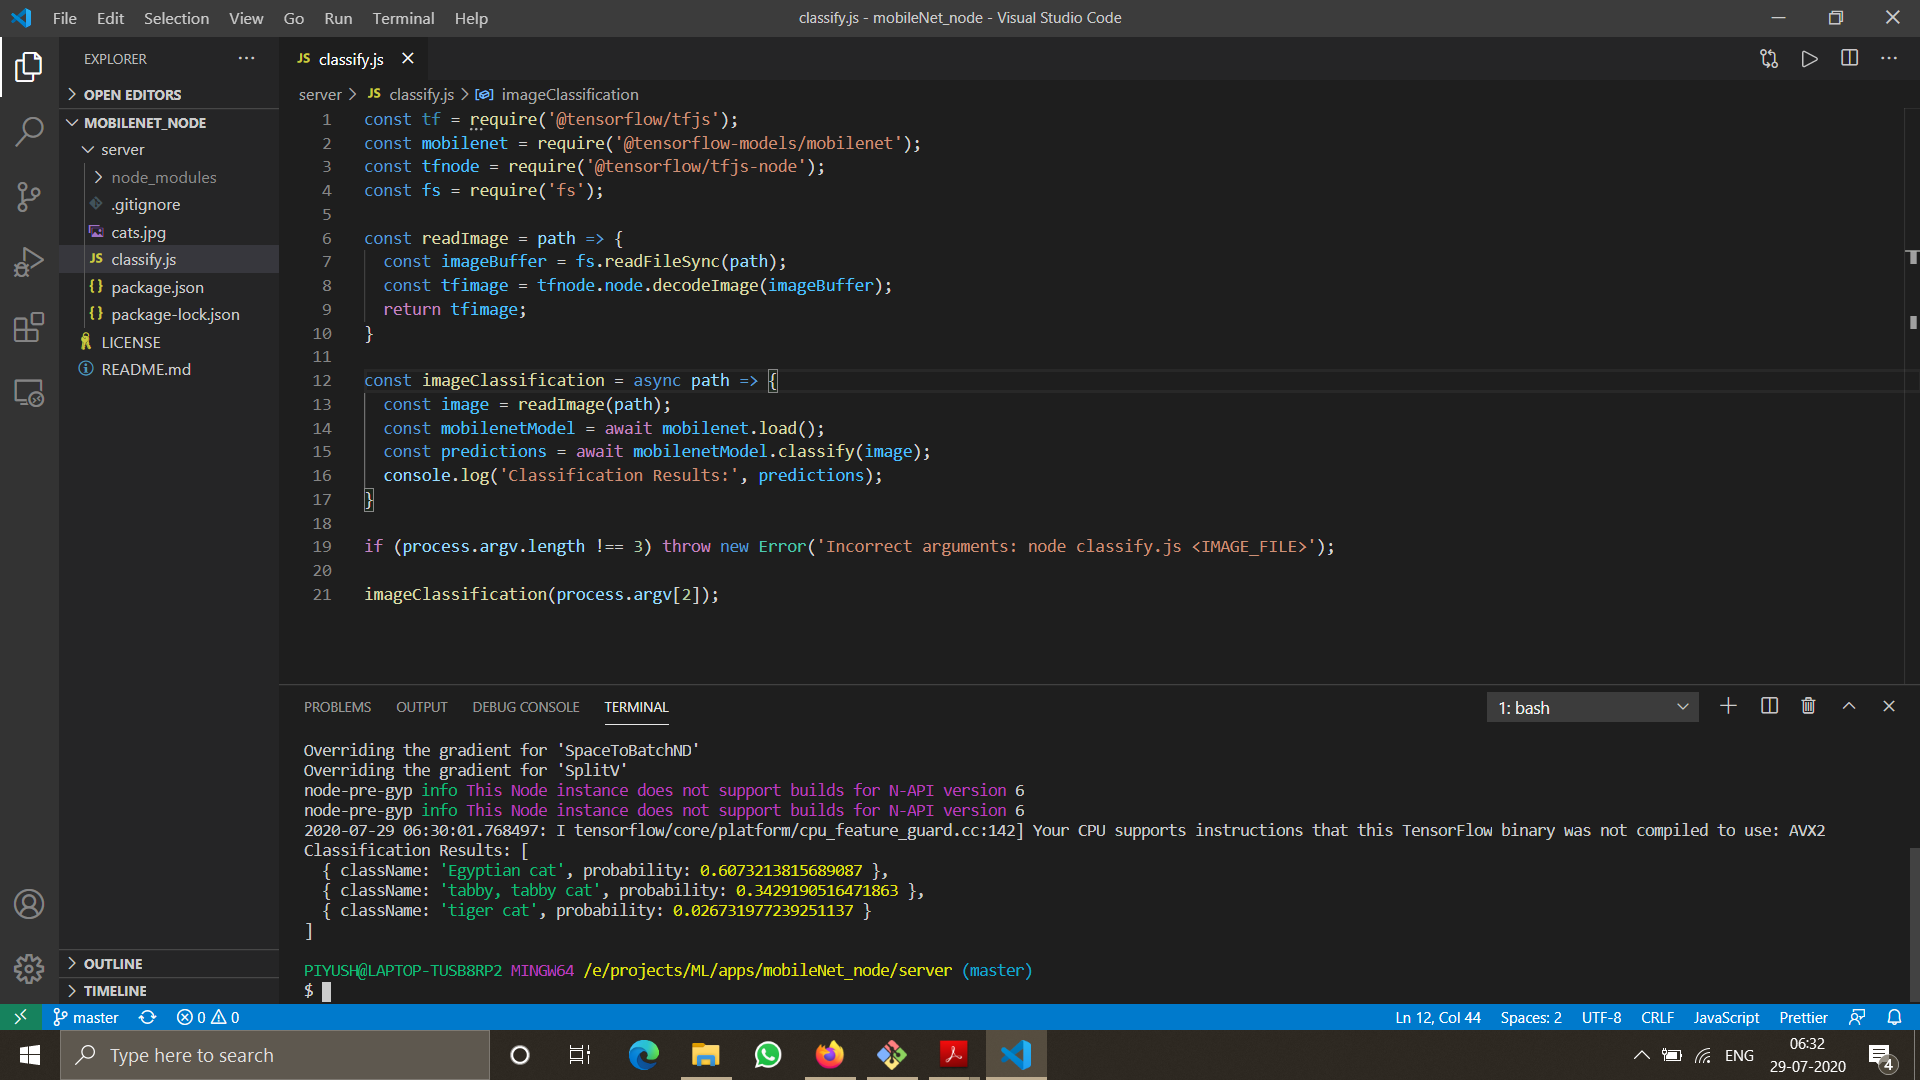 File Edit Selection View Go Run Terminal Help
classify.js - mobileNet_node - Visual Studio Code
EXPLORER
OPEN EDITORS
MOBILENET_NODE
server
node_modules
.gitignore
cats.jpg
JS classify.js
{} package.json
{} package-lock.json
LICENSE
README.md
OUTLINE
TIMELINE
JS classify.js
server > JS classify.js > imageClassification
1 const tf = require('@tensorflow/tfjs');
2 const mobilenet = require('@tensorflow-models/mobilenet');
3 const tfnode = require('@tensorflow/tfjs-node');
4 const fs = require('fs');
5
6 const readImage = path => {
7 const imageBuffer = fs.readFileSync(path);
8 const tfimage = tfnode.node.decodeImage(imageBuffer);
9 return tfimage;
10 }
11
12 const imageClassification = async path => {
13 const image = readImage(path);
14 const mobilenetModel = await mobilenet.load();
15 const predictions = await mobilenetModel.classify(image);
16 console.log('Classification Results:', predictions);
17 }
18
19 if (process.argv.length !== 3) throw new Error('Incorrect arguments: node classify.js <IMAGE_FILE>');
20
21 imageClassification(process.argv[2]);
PROBLEMS OUTPUT DEBUG CONSOLE TERMINAL
1: bash
Overriding the gradient for 'SpaceToBatchND'
Overriding the gradient for 'SplitV'
node-pre-gyp info This Node instance does not support builds for N-API version 6
node-pre-gyp info This Node instance does not support builds for N-API version 6
2020-07-29 06:30:01.768497: I tensorflow/core/platform/cpu_feature_guard.cc:142] Your CPU supports instructions that this TensorFlow binary was not compiled to use: AVX2
Classification Results: [
{ className: 'Egyptian cat', probability: 0.6073213815689087 },
{ className: 'tabby, tabby cat', probability: 0.3429190516471863 },
{ className: 'tiger cat', probability: 0.026731977239251137 }
]
PIYUSH@LAPTOP-TUSB8RP2 MINGW64 /e/projects/ML/apps/mobileNet_node/server (master)
$
master 0 0
Ln 12, Col 44 Spaces: 2 UTF-8 CRLF JavaScript Prettier
Type here to search
ENG
06:32
29-07-2020
4